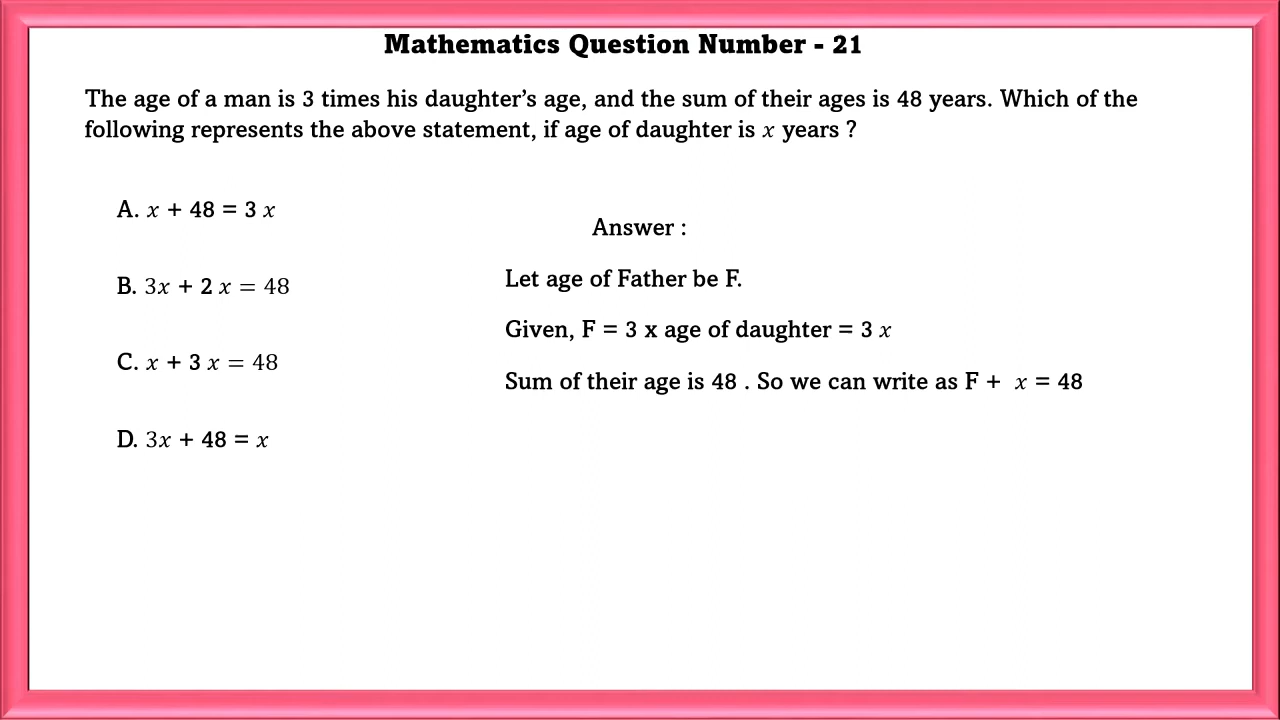 Mathematics Question Number - 21
The age of a man is 3 times his daughter’s age, and the sum of their ages is 48 years. Which of the
following represents the above statement, if age of daughter is x years ?
A. x + 48 = 3 x
B. 3x + 2 x = 48
C. x + 3 x = 48
D. 3x + 48 = x
Answer :
Let age of Father be F.
Given, F = 3 x age of daughter = 3 x
Sum of their age is 48 . So we can write as F + x = 48